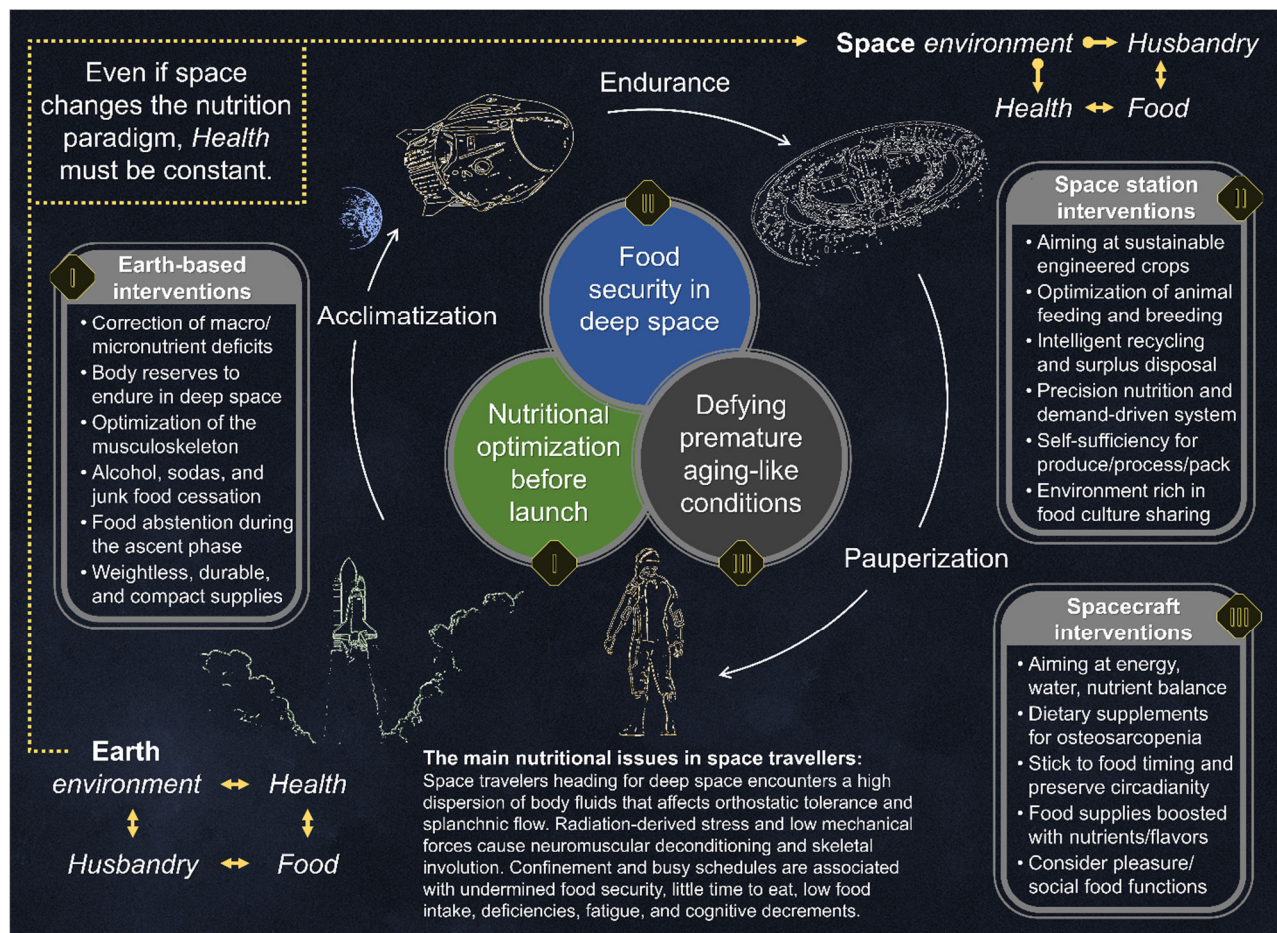 Even if space
changes the nutrition
paradigm, Health
must be constant.
Space environment Husbandry
Health Food
Endurance
Acclimatization
Pauperization
I
Earth-based
interventions
• Correction of macro/
micronutrient deficits
• Body reserves to
endure in deep space
• Optimization of the
musculoskeleton
• Alcohol, sodas, and
junk food cessation
• Food abstention during
the ascent phase
• Weightless, durable,
and compact supplies
II
Food
security in
deep space
Nutritional
optimization
before
launch
I
Defying
premature
aging-like
conditions
III
Space station
interventions
II
• Aiming at sustainable
engineered crops
• Optimization of animal
feeding and breeding
• Intelligent recycling
and surplus disposal
• Precision nutrition and
demand-driven system
• Self-sufficiency for
produce/process/pack
• Environment rich in
food culture sharing
Spacecraft
interventions
III
• Aiming at energy,
water, nutrient balance
• Dietary supplements
for osteosarcopenia
• Stick to food timing and
preserve circadianity
• Food supplies boosted
with nutrients/flavors
• Consider pleasure/
social food functions
Earth
environment Health
Husbandry Food
The main nutritional issues in space travellers:
Space travelers heading for deep space encounters a high
dispersion of body fluids that affects orthostatic tolerance and
splanchnic flow. Radiation-derived stress and low mechanical
forces cause neuromuscular deconditioning and skeletal
involution. Confinement and busy schedules are associated
with undermined food security, little time to eat, low food
intake, deficiencies, fatigue, and cognitive decrements.